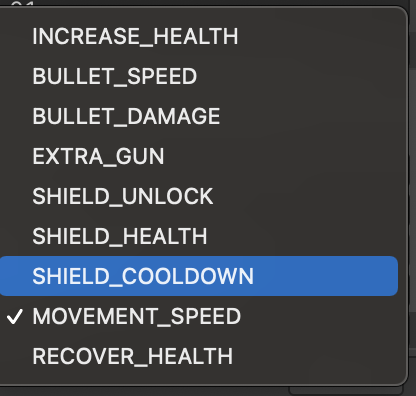 INCREASE_HEALTH
BULLET_SPEED
BULLET_DAMAGE
EXTRA_GUN
SHIELD_UNLOCK
SHIELD_HEALTH
SHIELD_COOLDOWN
✓ MOVEMENT_SPEED
RECOVER_HEALTH